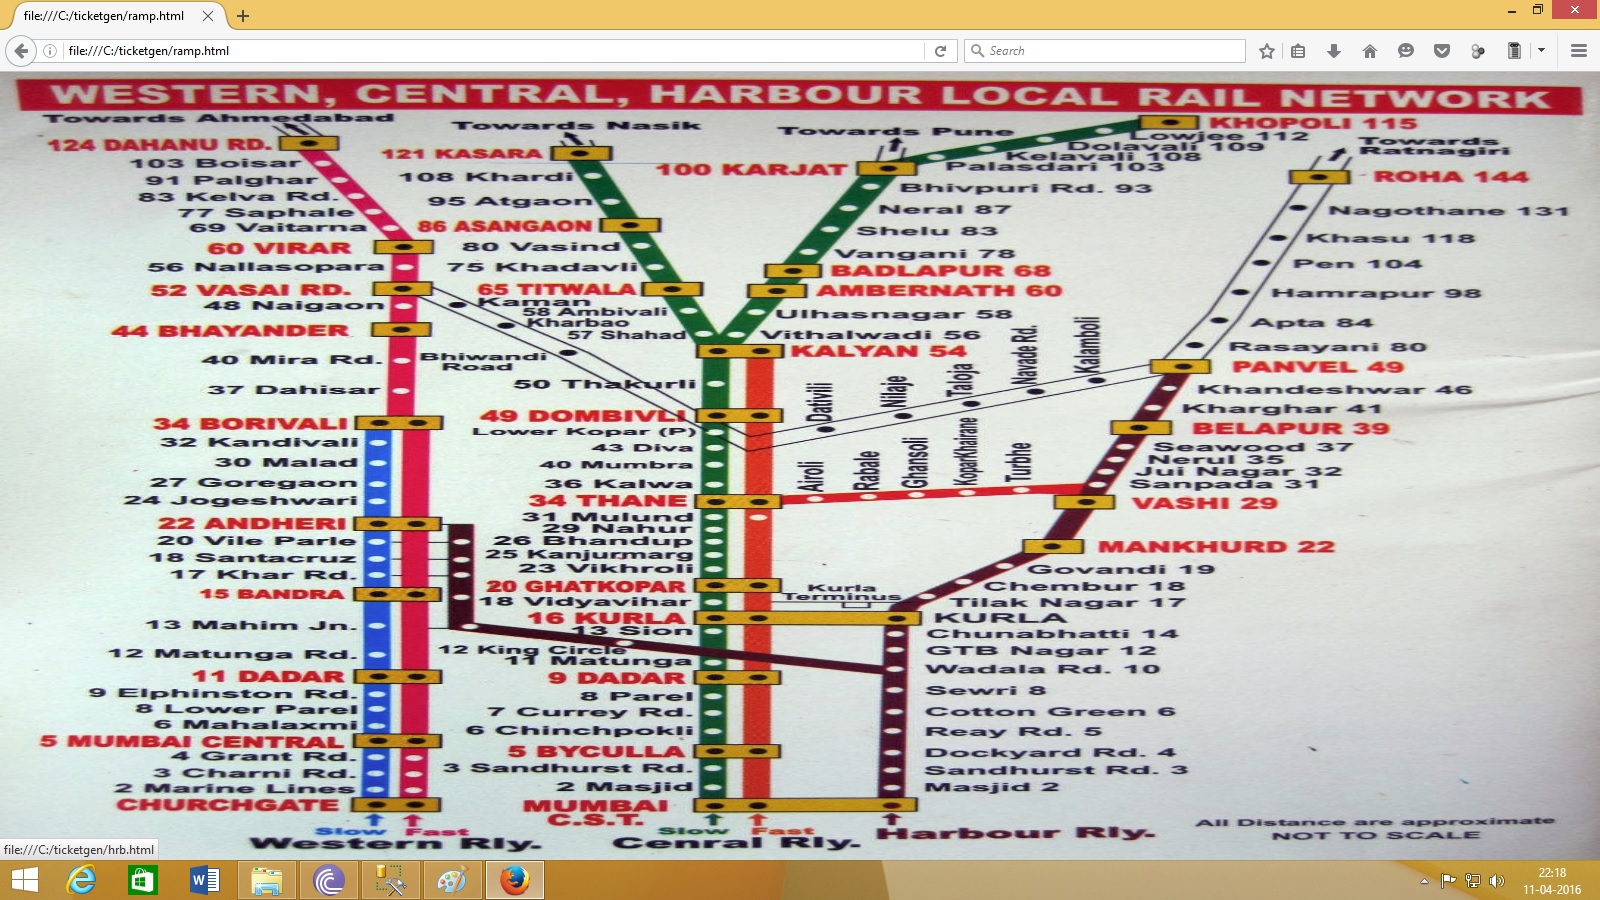 file:///C:/ticketgen/ramp.html
file:///C:/ticketgen/ramp.html
Search
WESTERN, CENTRAL, HARBOUR LOCAL RAIL NETWORK
Towards Ahmedabad
124 DAHANU RD.
103 Boisar
91 Palghar
83 Kelva Rd.
77 Saphale
69 Vaitarna
60 VIRAR
56 Nallasopara
52 VASAI RD.
48 Naigaon
44 BHAYANDER
40 Mira Rd.
37 Dahisar
34 BORIVALI
32 Kandivali
30 Malad
27 Goregaon
24 Jogeshwari
22 ANDHERI
20 Vile Parle
18 Santacruz
17 Khar Rd.
15 BANDRA
13 Mahim Jn.
12 Matunga Rd.
11 DADAR
9 Elphinston Rd.
8 Lower Parel
6 Mahalaxmi
5 MUMBAI CENTRAL
4 Grant Rd.
3 Charni Rd.
2 Marine Lines
CHURCHGATE
Slow
Fast
Western Rly.
Towards Nasik
121 KASARA
108 Khardi
95 Atgaon
86 ASANGAON
80 Vasind
75 Khadavli
65 TITWALA
58 Ambivali
57 Shahad
Kaman
Kharbao
Bhiwandi
Road
50 Thakurli
49 DOMBIVLI
Lower Kopar (P)
43 Diva
40 Mumbra
36 Kalwa
34 THANE
31 Mulund
29 Nahur
26 Bhandup
25 Kanjurmarg
23 Vikhroli
20 GHATKOPAR
18 Vidyavihar
16 KURLA
13 Sion
12 King Circle
11 Matunga
9 DADAR
8 Parel
7 Currey Rd.
6 Chinchpokli
5 BYCULLA
3 Sandhurst Rd.
2 Masjid
MUMBAI
C.S.T.
Slow
Fast
Cenral Rly.
Towards Pune
100 KARJAT
KHOPOLI 115
Lowjee 112
Dolavali 109
Kelavali 108
Palasdari 103
Bhivpuri Rd. 93
Neral 87
Shelu 83
Vangani 78
BADLAPUR 68
AMBERNATH 60
Ulhasnagar 58
Vithalwadi 56
KALYAN 54
Dativili
Nilaje
Taloja
Navade Rd.
Kalamboli
Airoli
Rabale
Ghansoli
KoparKhairane
Turbhe
Towards
Ratnagiri
ROHA 144
Nagothane 131
Khasu 118
Pen 104
Hamrapur 98
Apta 84
Rasayani 80
PANVEL 49
Khandeshwar 46
Kharghar 41
BELAPUR 39
Seawood 37
Nerul 35
Jui Nagar 32
Sanpada 31
VASHI 29
MANKHURD 22
Govandi 19
Chembur 18
Tilak Nagar 17
Kurla
Terminus
KURLA
Chunabhatti 14
GTB Nagar 12
Wadala Rd. 10
Sewri 8
Cotton Green 6
Reay Rd. 5
Dockyard Rd. 4
Sandhurst Rd. 3
Masjid 2
Harbour Rly.
All Distance are approximate
NOT TO SCALE
file:///C:/ticketgen/hrb.html
22:18
11-04-2016